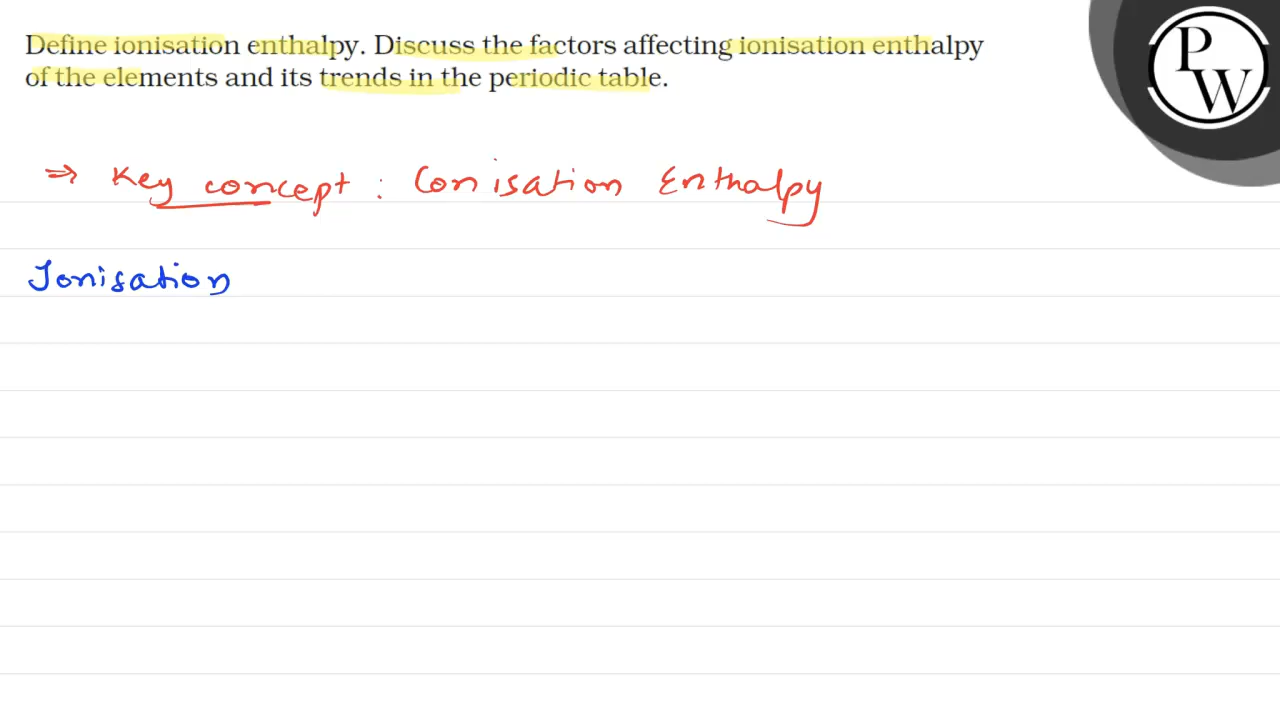 Define ionisation enthalpy. Discuss the factors affecting ionisation enthalpy
of the elements and its trends in the periodic table.
P
W
⇒ Key concept : Ionisation Enthalpy
Ionisation